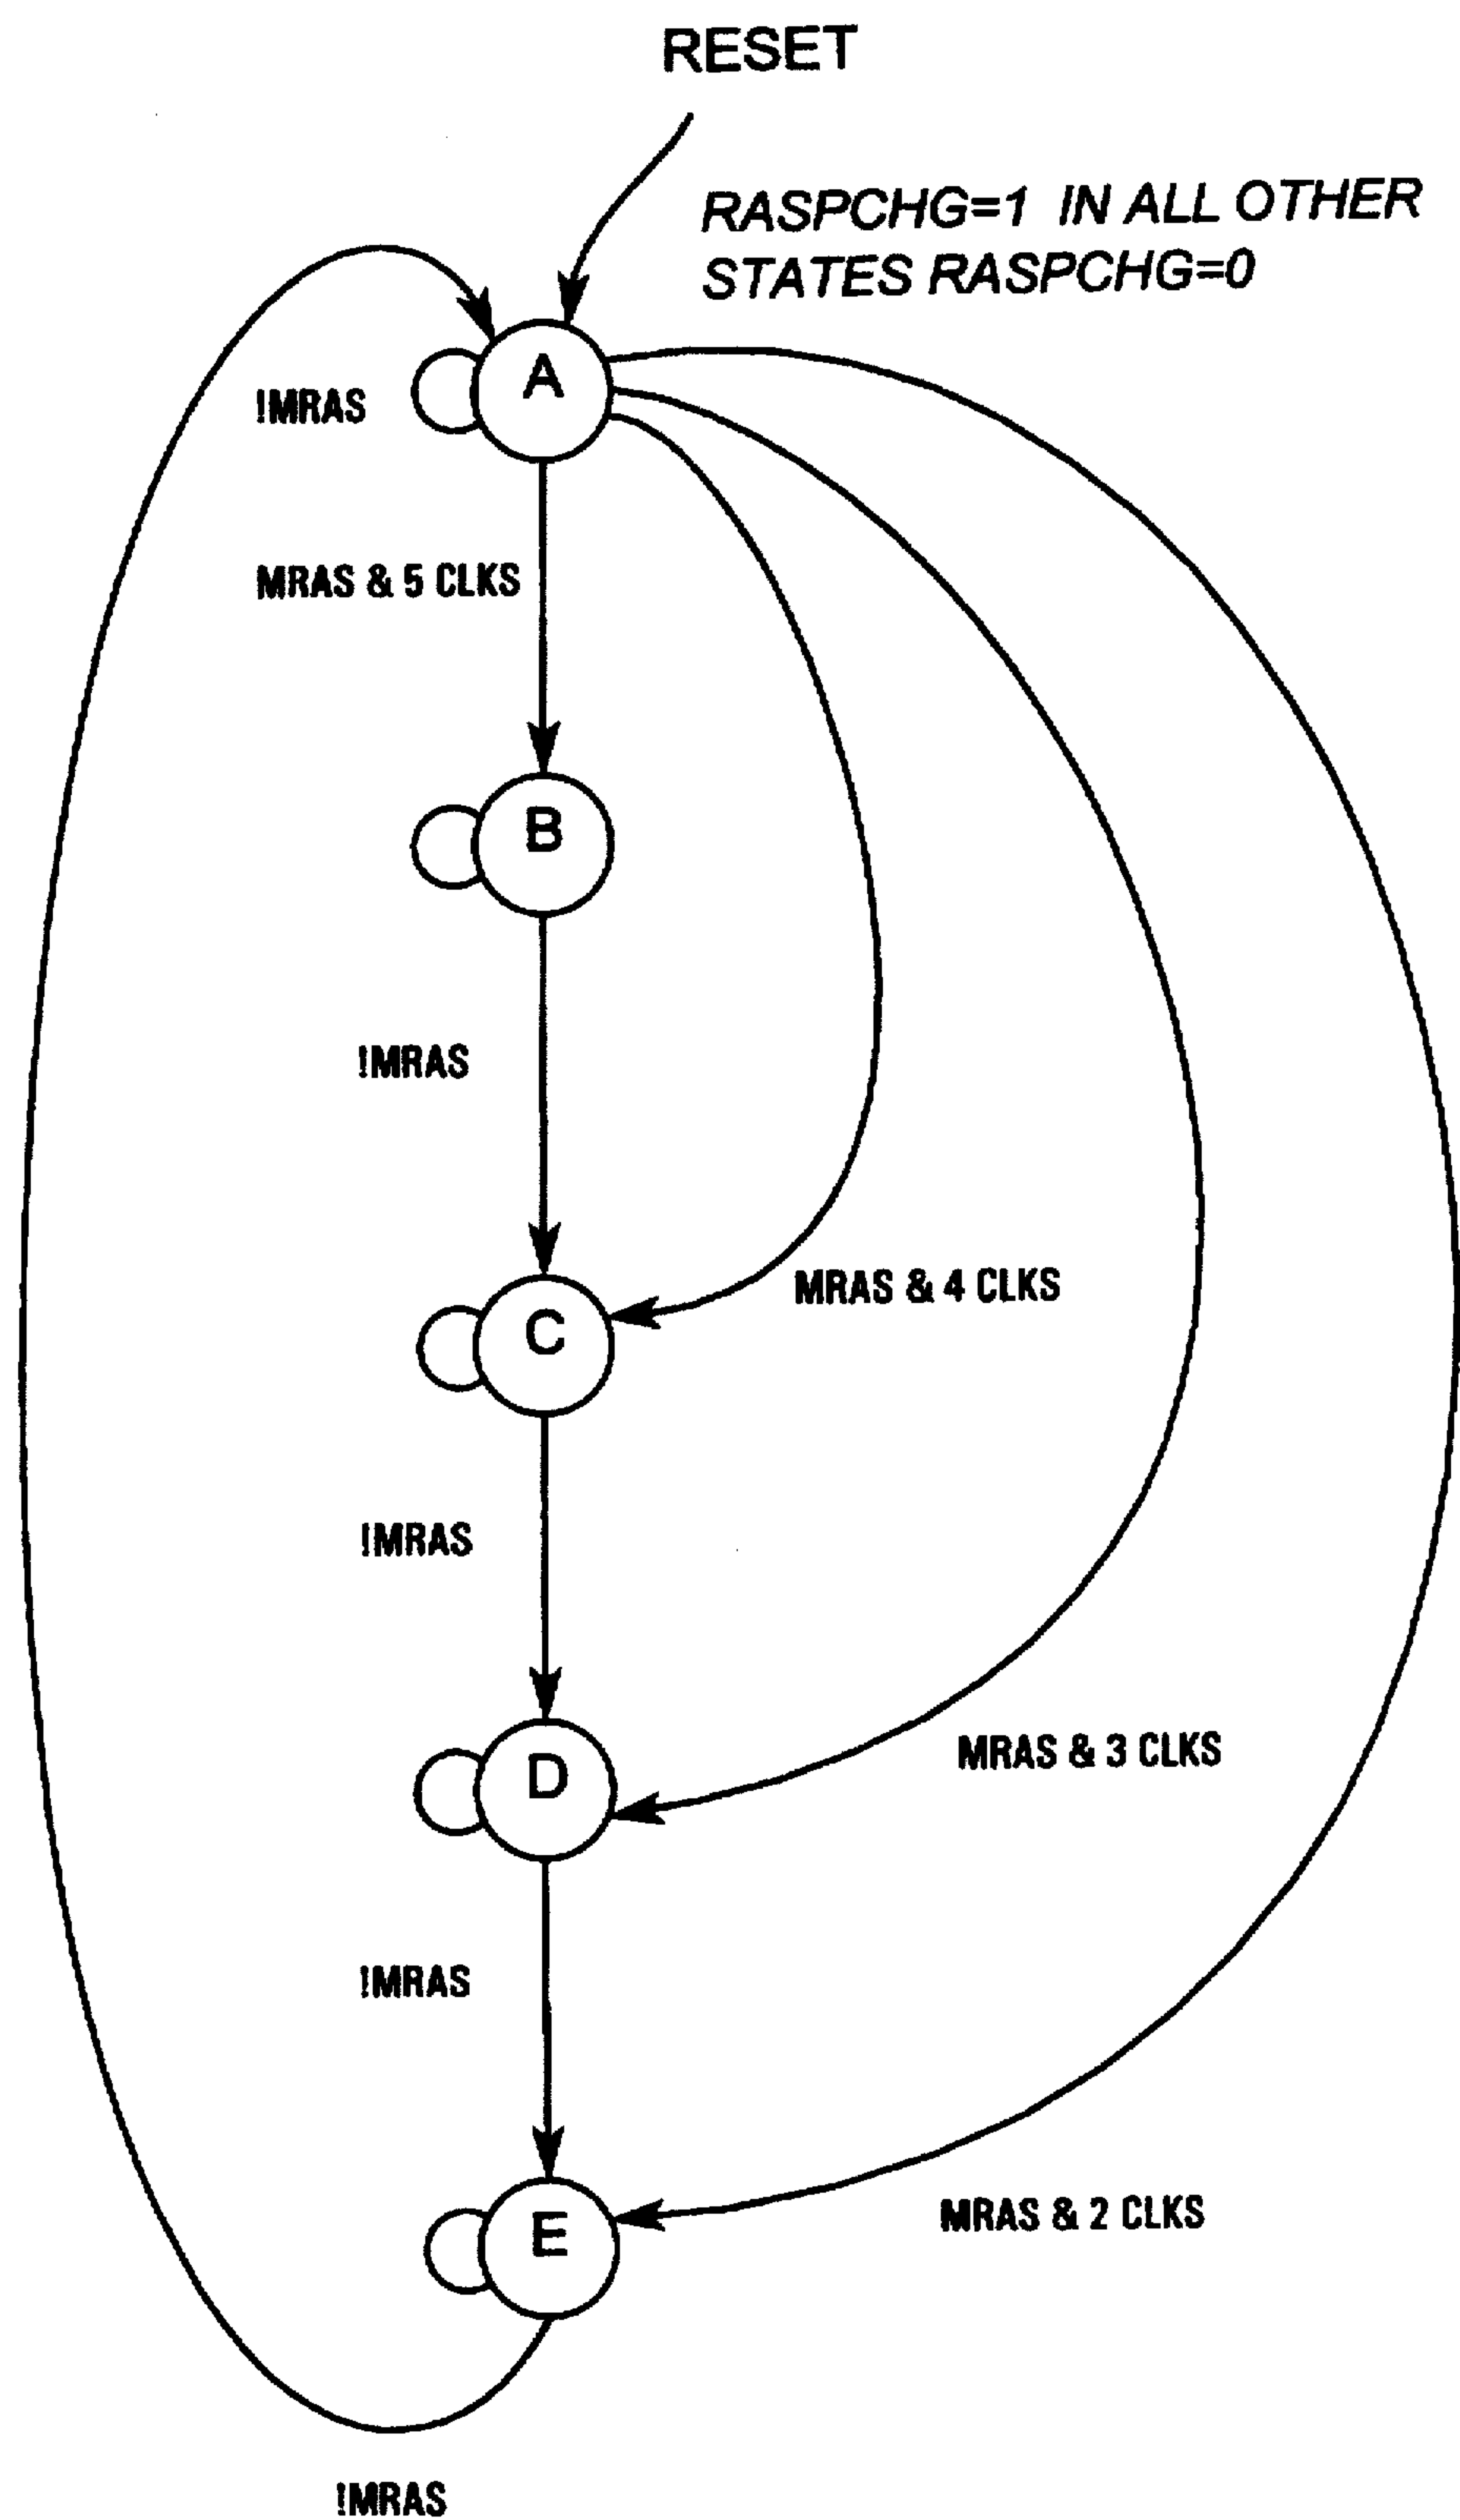 RESET
RASPCHG=1 IN ALL OTHER
STATES RASPCHG=0
A
!MRAS
MRAS & 5 CLKS
B
!MRAS
MRAS & 4 CLKS
C
!MRAS
MRAS & 3 CLKS
D
!MRAS
MRAS & 2 CLKS
E
!MRAS